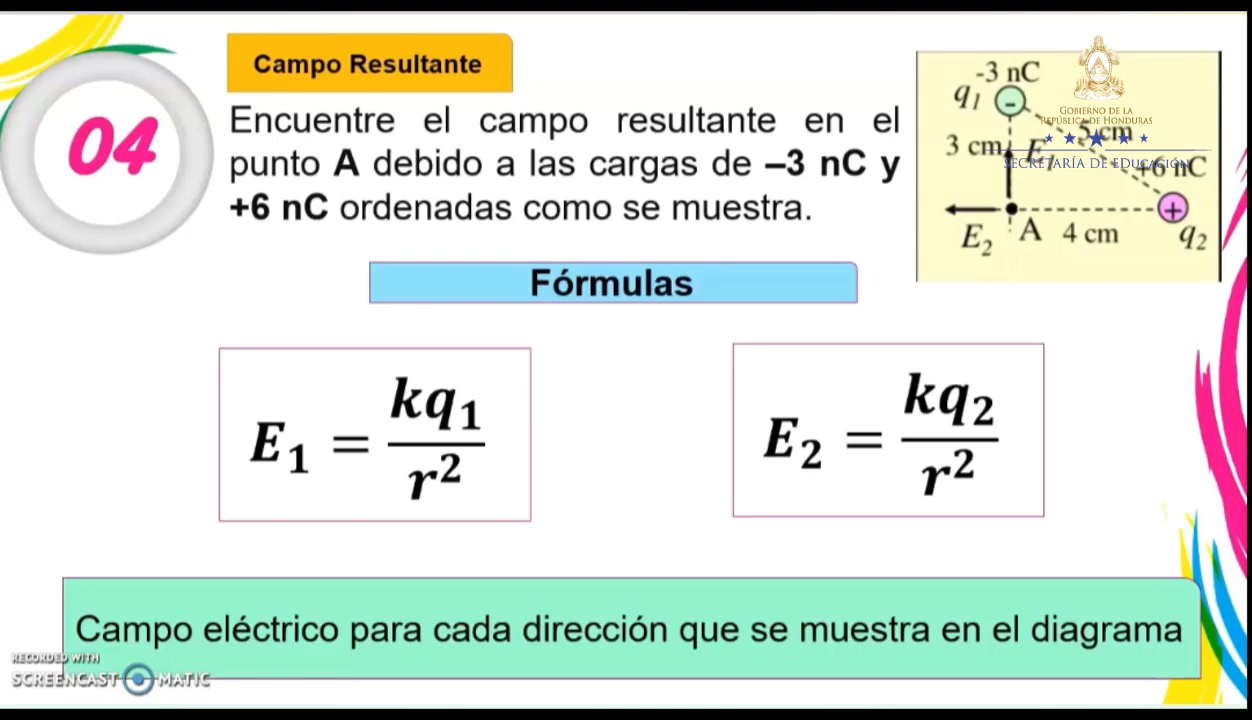 Campo Resultante
04
Encuentre el campo resultante en el
punto A debido a las cargas de –3 nC y
+6 nC ordenadas como se muestra.
-3 nC
q1
-
GOBIERNO DE LA
REPÚBLICA DE HONDURAS
5 cm
3 cm
E1
SECRETARÍA DE EDUCACIÓN
+6 nC
+
E2
A 4 cm
q2
Fórmulas
E₁ = kq₁ / r²
E₂ = kq₂ / r²
Campo eléctrico para cada dirección que se muestra en el diagrama
RECORDED WITH
SCREENCAST-O-MATIC